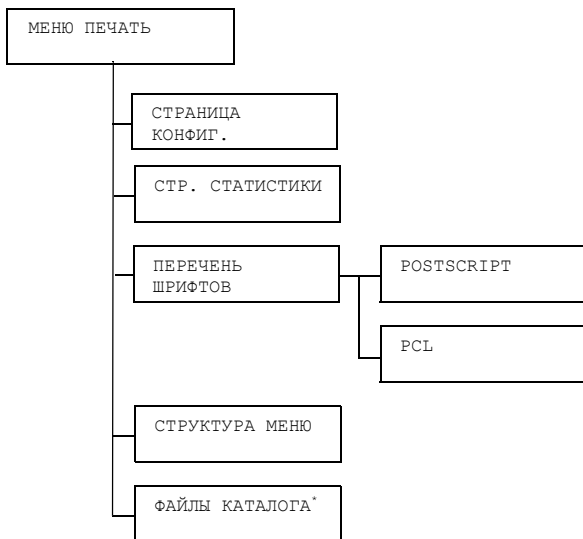 МЕНЮ ПЕЧАТЬ
СТРАНИЦА
КОНФИГ.
СТР. СТАТИСТИКИ
ПЕРЕЧЕНЬ
ШРИФТОВ
POSTSCRIPT
PCL
СТРУКТУРА МЕНЮ
ФАЙЛЫ КАТАЛОГА*